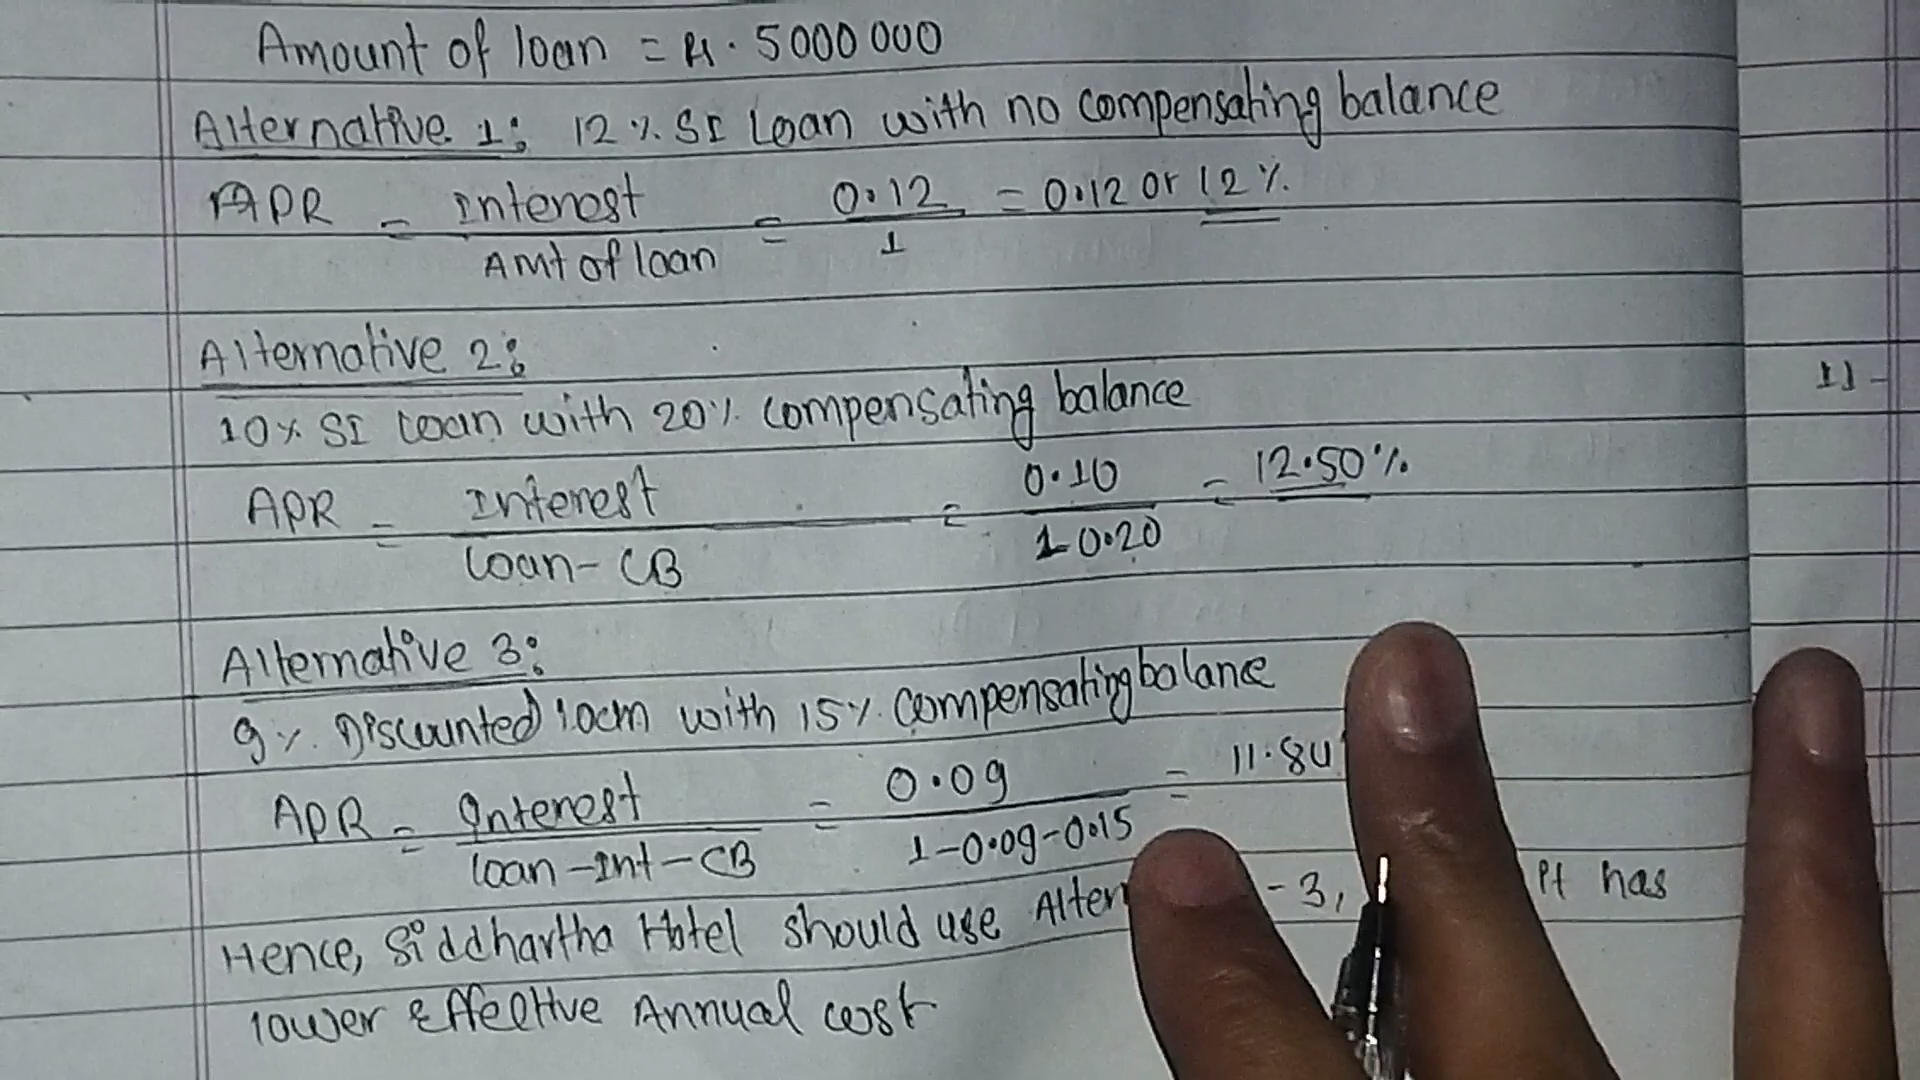 Amount of loan = Rs. 5000 000
Alternative 1: 12 % SI Loan with no compensating balance
APR = Interest / Amt of loan = 0.12 / 1 = 0.12 or 12 %.
Alternative 2:
10% SI Loan with 20% compensating balance
APR = Interest / Loan - CB = 0.10 / 1-0.20 = 12.50 %
Alternative 3:
9% Discounted loan with 15% compensating balance
APR = Interest / Loan - Int - CB = 0.09 / 1-0.09-0.15 = 11.84
Hence, Siddhartha Hotel should use Altern -3, it has
lower Effective Annual cost